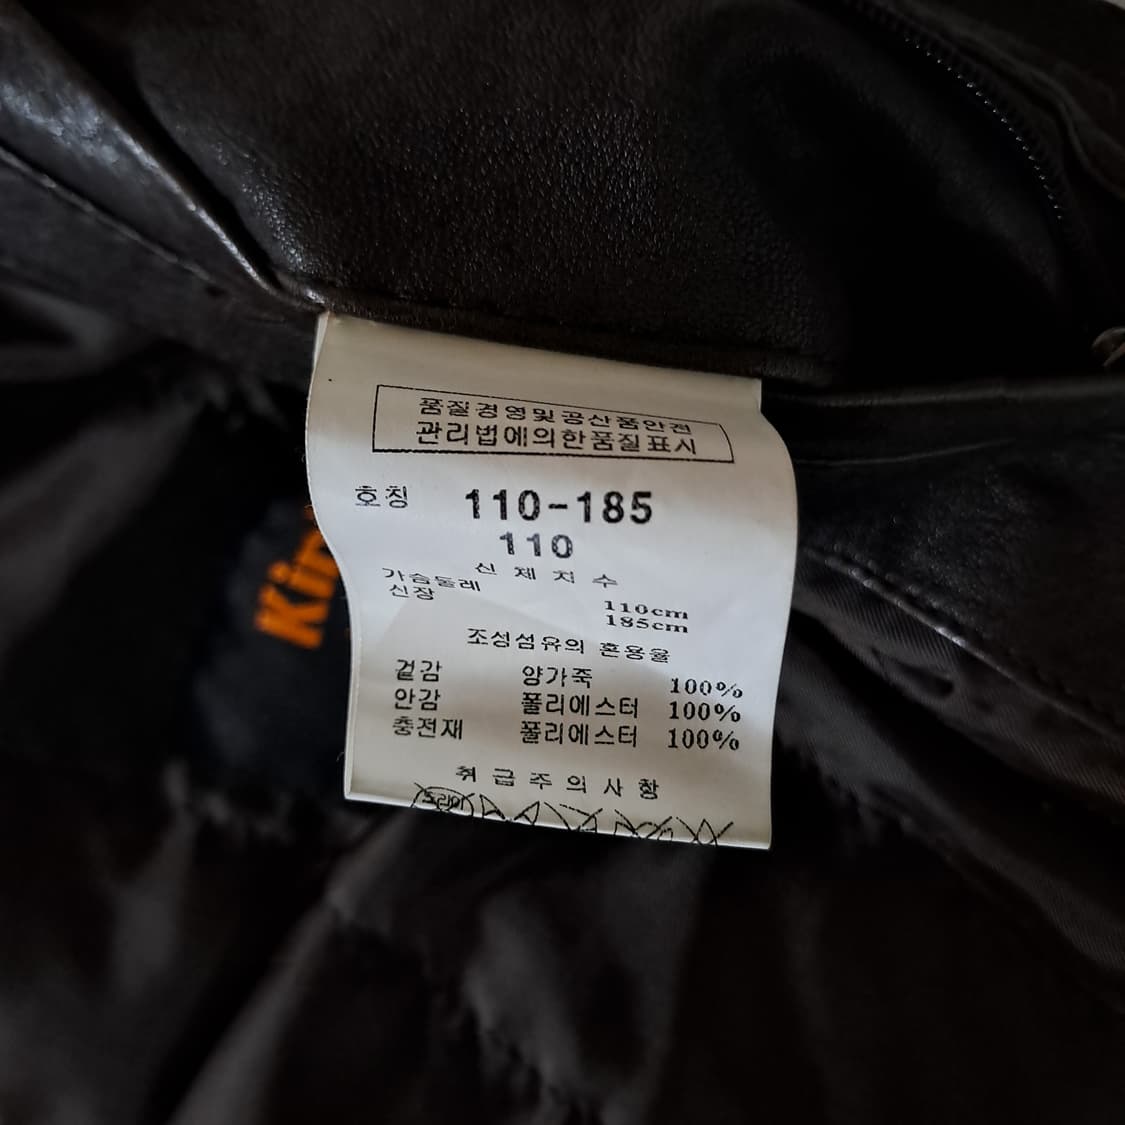 품질경영및공산품안전
관리법에의한품질표시
호칭 110-185
110
신체치수
가슴둘레 110cm
신장 185cm
조성섬유의 혼용율
겉감 양가죽 100%
안감 폴리에스터 100%
충전재 폴리에스터 100%
취급주의사항
드라이